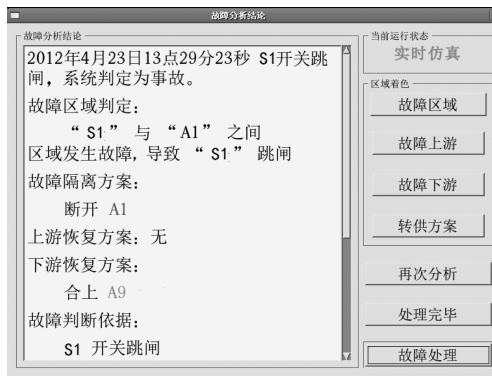 故障分析结论
故障分析结论
2012年4月23日13点29分23秒 S1开关跳
闸，系统判定为事故。
故障区域判定：
“S1”与“A1”之间
区域发生故障，导致“S1”跳闸
故障隔离方案：
断开 A1
上游恢复方案：无
下游恢复方案：
合上 A9
故障判断依据：
S1 开关跳闸
当前运行状态
实时仿真
区域着色
故障区域
故障上游
故障下游
转供方案
再次分析
处理完毕
故障处理